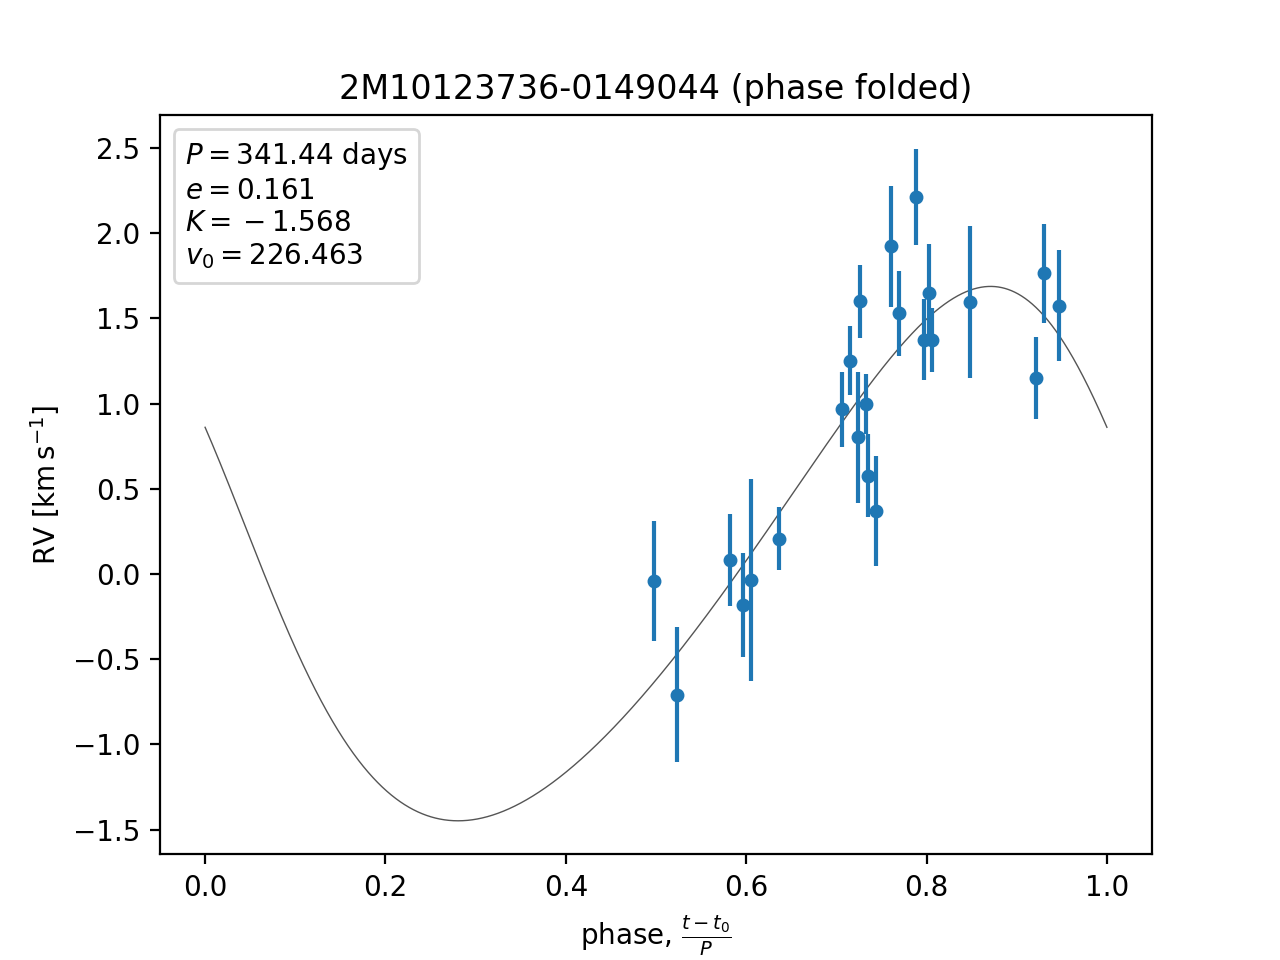 2M10123736-0149044 (phase folded)
P = 341.44 days
e = 0.161
K = −1.568
v₀ = 226.463
2.5
2.0
1.5
1.0
0.5
0.0
−0.5
−1.0
−1.5
RV [km s⁻¹]
0.0 0.2 0.4 0.6 0.8 1.0
phase, (t − t₀)/P